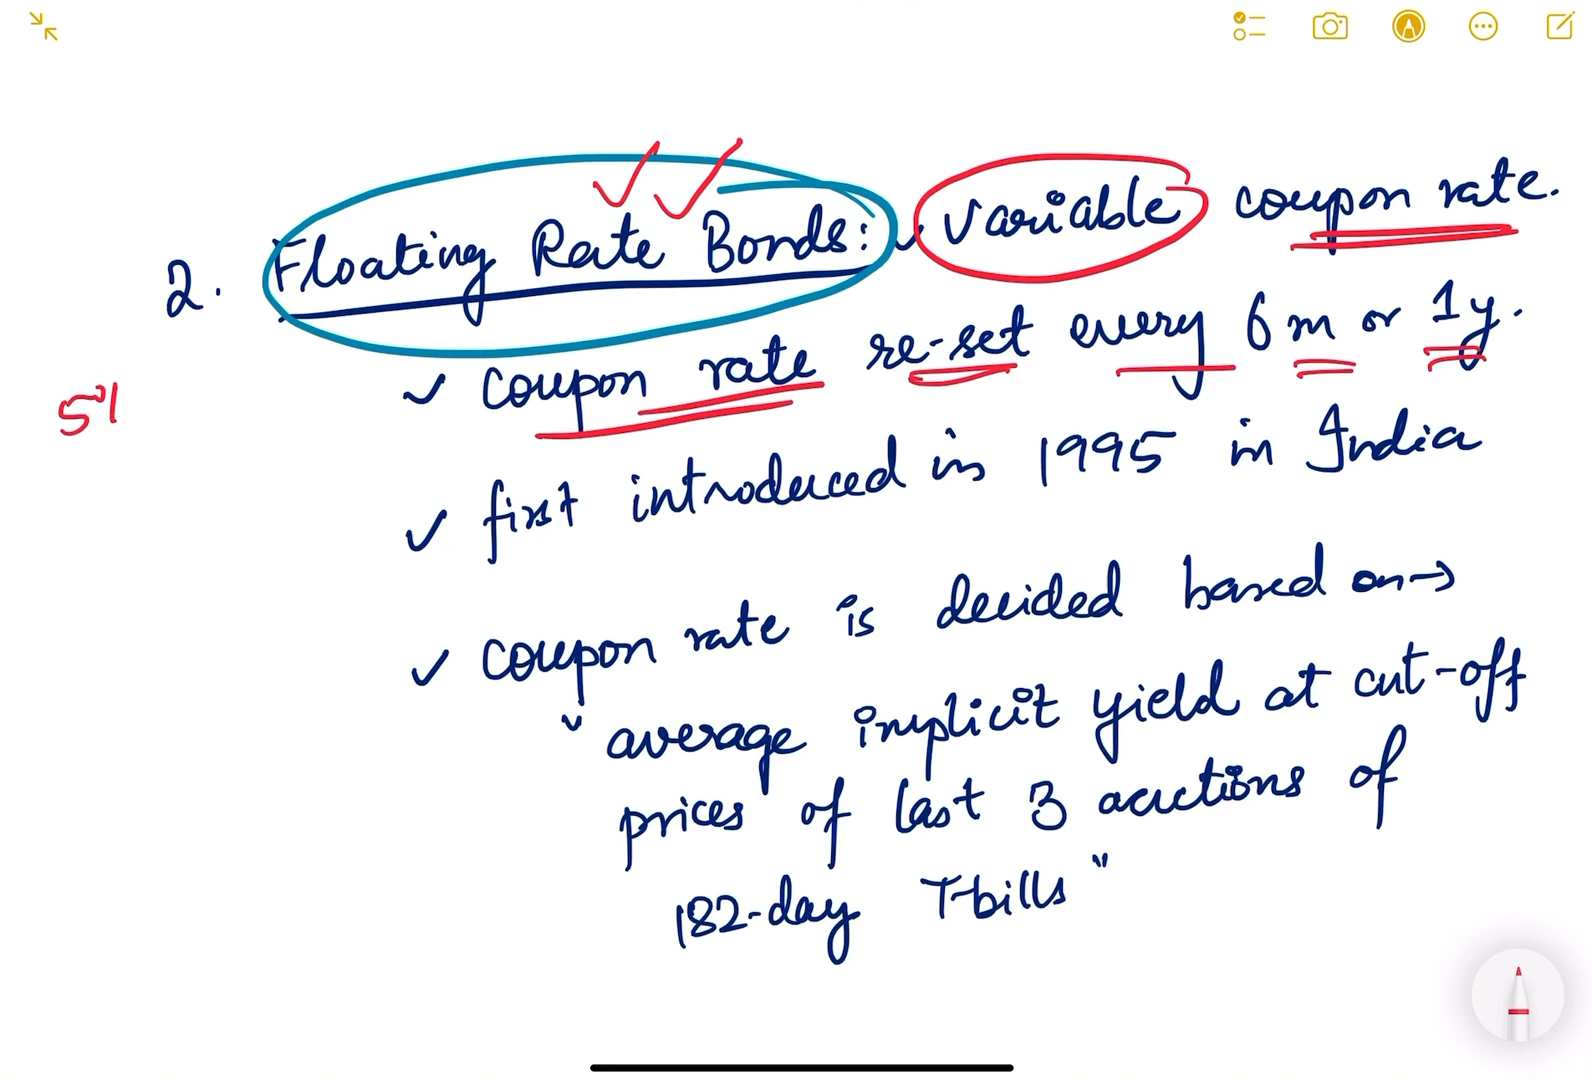 2. Floating Rate Bonds: ✓ Variable coupon rate.
✓ coupon rate re-set every 6 m or 1y.
5%
✓ first introduced in 1995 in India
✓ coupon rate is decided based on →
" average implicit yield at cut-off
prices of last 3 auctions of
182-day T-bills "